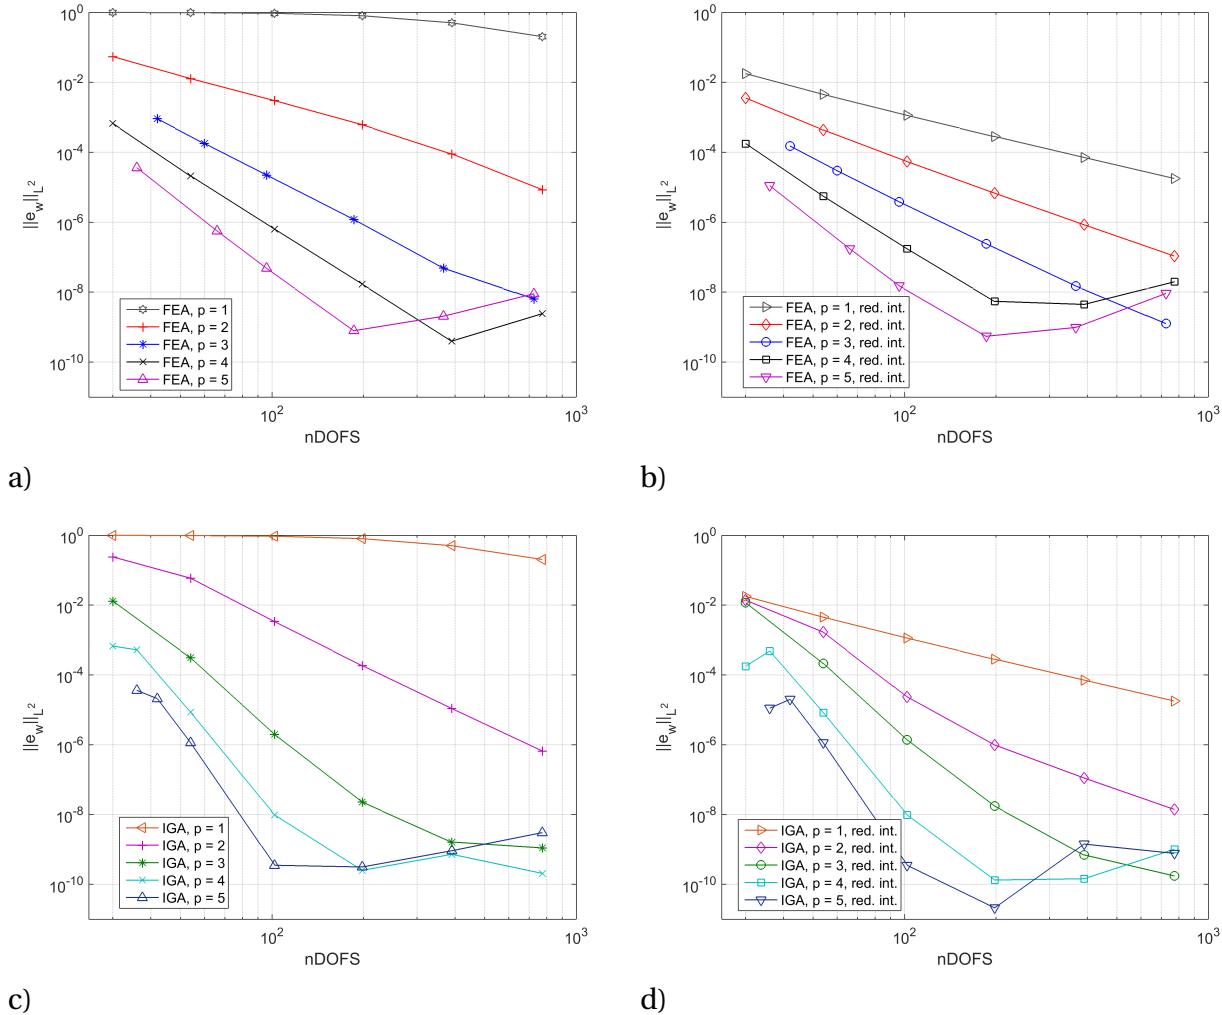 10^0
10^-2
10^-4
10^-6
10^-8
10^-10
||e_w||_L^2
FEA, p = 1
FEA, p = 2
FEA, p = 3
FEA, p = 4
FEA, p = 5
10^2
10^3
nDOFS
a)
10^0
10^-2
10^-4
10^-6
10^-8
10^-10
||e_w||_L^2
FEA, p = 1, red. int.
FEA, p = 2, red. int.
FEA, p = 3, red. int.
FEA, p = 4, red. int.
FEA, p = 5, red. int.
10^2
10^3
nDOFS
b)
10^0
10^-2
10^-4
10^-6
10^-8
10^-10
||e_w||_L^2
IGA, p = 1
IGA, p = 2
IGA, p = 3
IGA, p = 4
IGA, p = 5
10^2
10^3
nDOFS
c)
10^0
10^-2
10^-4
10^-6
10^-8
10^-10
||e_w||_L^2
IGA, p = 1, red. int.
IGA, p = 2, red. int.
IGA, p = 3, red. int.
IGA, p = 4, red. int.
IGA, p = 5, red. int.
10^2
10^3
nDOFS
d)